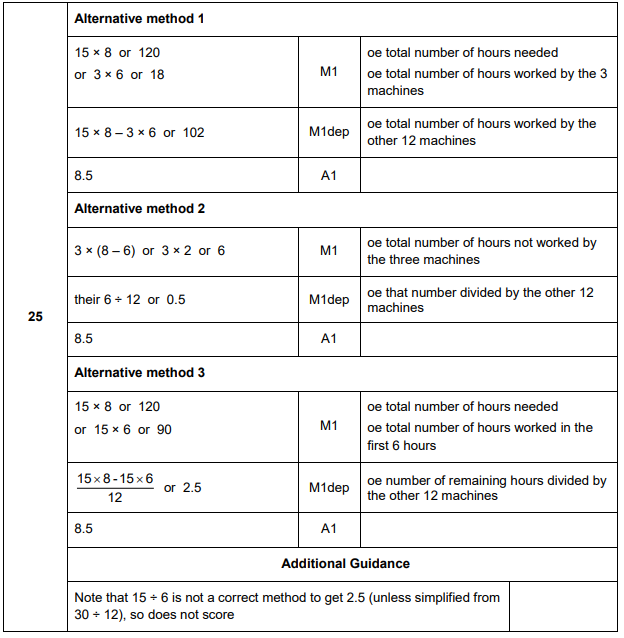 Alternative method 1
15 × 8 or 120
or 3 × 6 or 18
M1
oe total number of hours needed
oe total number of hours worked by the 3
machines
15 × 8 – 3 × 6 or 102
M1dep
oe total number of hours worked by the
other 12 machines
8.5
A1
Alternative method 2
3 × (8 – 6) or 3 × 2 or 6
M1
oe total number of hours not worked by
the three machines
25
their 6 ÷ 12 or 0.5
M1dep
oe that number divided by the other 12
machines
8.5
A1
Alternative method 3
15 × 8 or 120
or 15 × 6 or 90
M1
oe total number of hours needed
oe total number of hours worked in the
first 6 hours
15×8-15×6
12
or 2.5
M1dep
oe number of remaining hours divided by
the other 12 machines
8.5
A1
Additional Guidance
Note that 15 ÷ 6 is not a correct method to get 2.5 (unless simplified from
30 ÷ 12), so does not score